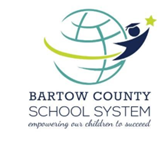 BARTOW COUNTY
SCHOOL SYSTEM
empowering our children to succeed